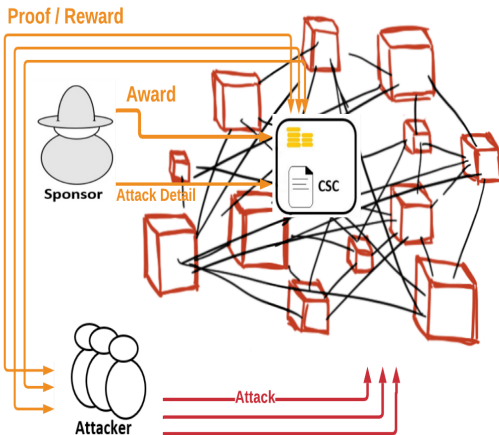 Proof / Reward
Award
Sponsor
Attack Detail
CSC
Attack
Attacker